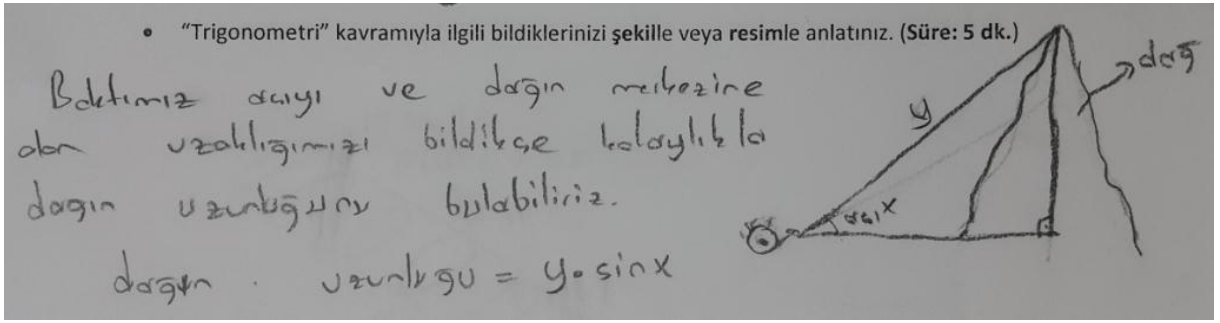 • "Trigonometri" kavramıyla ilgili bildiklerinizi şekille veya resimle anlatınız. (Süre: 5 dk.)
Baktımız açıyı ve dağın merkezine
olan uzaklığımızı bildikçe kolaylıkla
dağın uzunluğunu bulabiliriz.
dağın uzunluğu = y. sinx
dağ
y
açı x